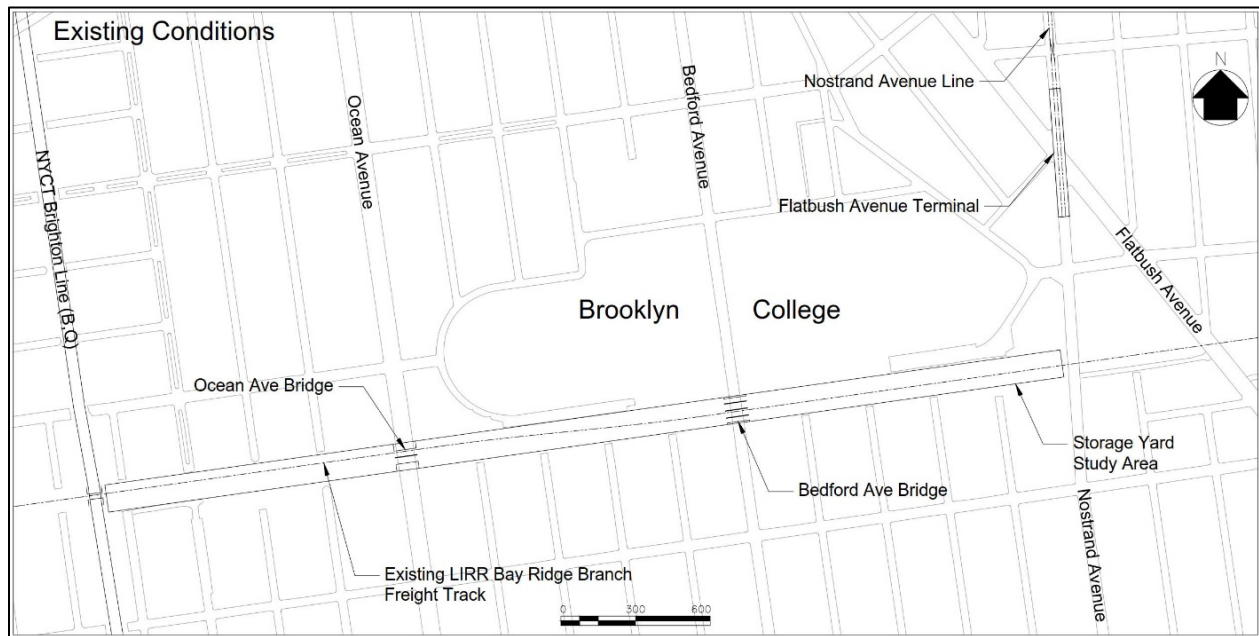 Existing Conditions
Nostrand Avenue Line
N
Ocean Avenue
Bedford Avenue
NYCT Brighton Line (B,Q)
Flatbush Avenue Terminal
Flatbush Avenue
Brooklyn College
Ocean Ave Bridge
Storage Yard
Study Area
Bedford Ave Bridge
Nostrand Avenue
Existing LIRR Bay Ridge Branch
Freight Track
0 300 600